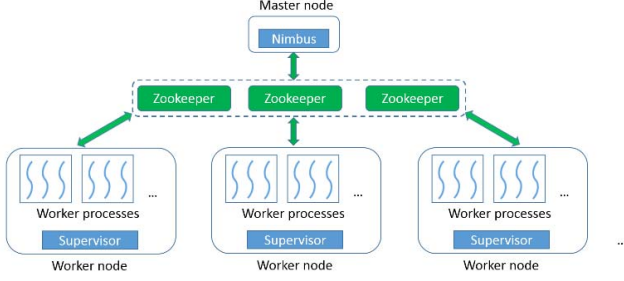 Master node
Nimbus
Zookeeper Zookeeper Zookeeper
... ... ...
Worker processes Worker processes Worker processes
Supervisor Supervisor Supervisor ..
Worker node Worker node Worker node